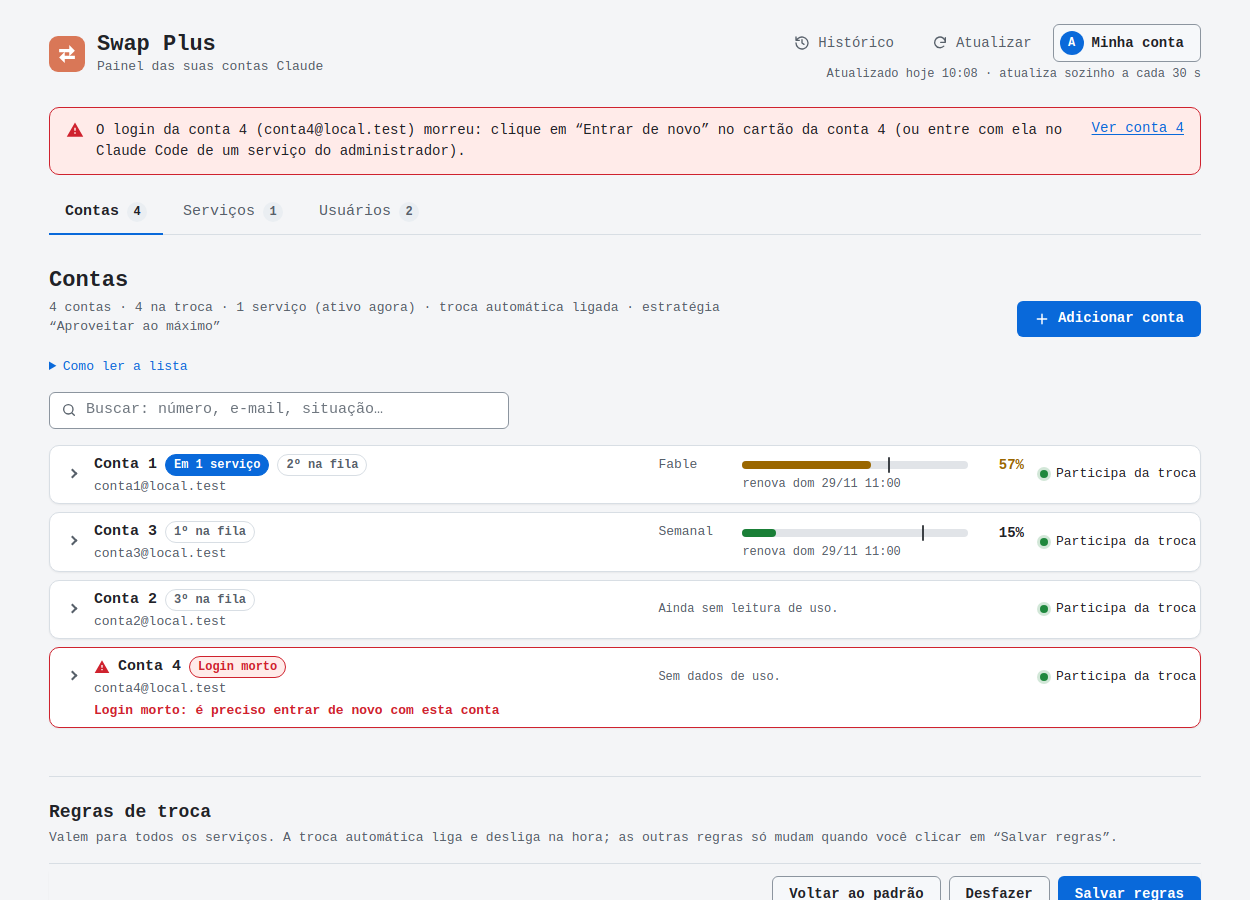 Swap Plus
Painel das suas contas Claude
Histórico
Atualizar
A Minha conta
Atualizado hoje 10:08 · atualiza sozinho a cada 30 s
O login da conta 4 (conta4@local.test) morreu: clique em “Entrar de novo” no cartão da conta 4 (ou entre com ela no
Claude Code de um serviço do administrador).
Ver conta 4
Contas 4
Serviços 1
Usuários 2
Contas
4 contas · 4 na troca · 1 serviço (ativo agora) · troca automática ligada · estratégia
“Aproveitar ao máximo”
Adicionar conta
Como ler a lista
Buscar: número, e-mail, situação…
Conta 1 Em 1 serviço 2º na fila
conta1@local.test
Fable
57%
renova dom 29/11 11:00
Participa da troca
Conta 3 1º na fila
conta3@local.test
Semanal
15%
renova dom 29/11 11:00
Participa da troca
Conta 2 3º na fila
conta2@local.test
Ainda sem leitura de uso.
Participa da troca
Conta 4 Login morto
conta4@local.test
Login morto: é preciso entrar de novo com esta conta
Sem dados de uso.
Participa da troca
Regras de troca
Valem para todos os serviços. A troca automática liga e desliga na hora; as outras regras só mudam quando você clicar em “Salvar regras”.
Voltar ao padrão
Desfazer
Salvar regras